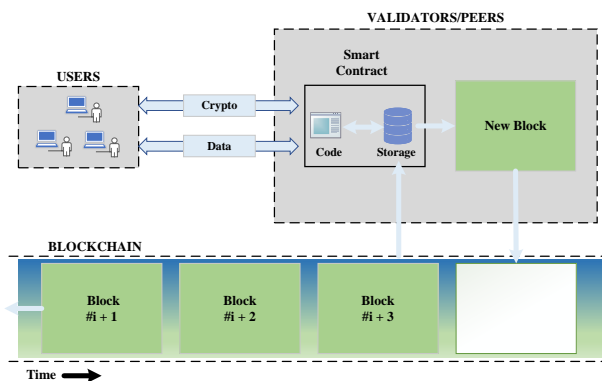 VALIDATORS/PEERS
USERS
Smart
Contract
Crypto
Data
Code
Storage
New Block
BLOCKCHAIN
Block
#i + 1
Block
#i + 2
Block
#i + 3
Time